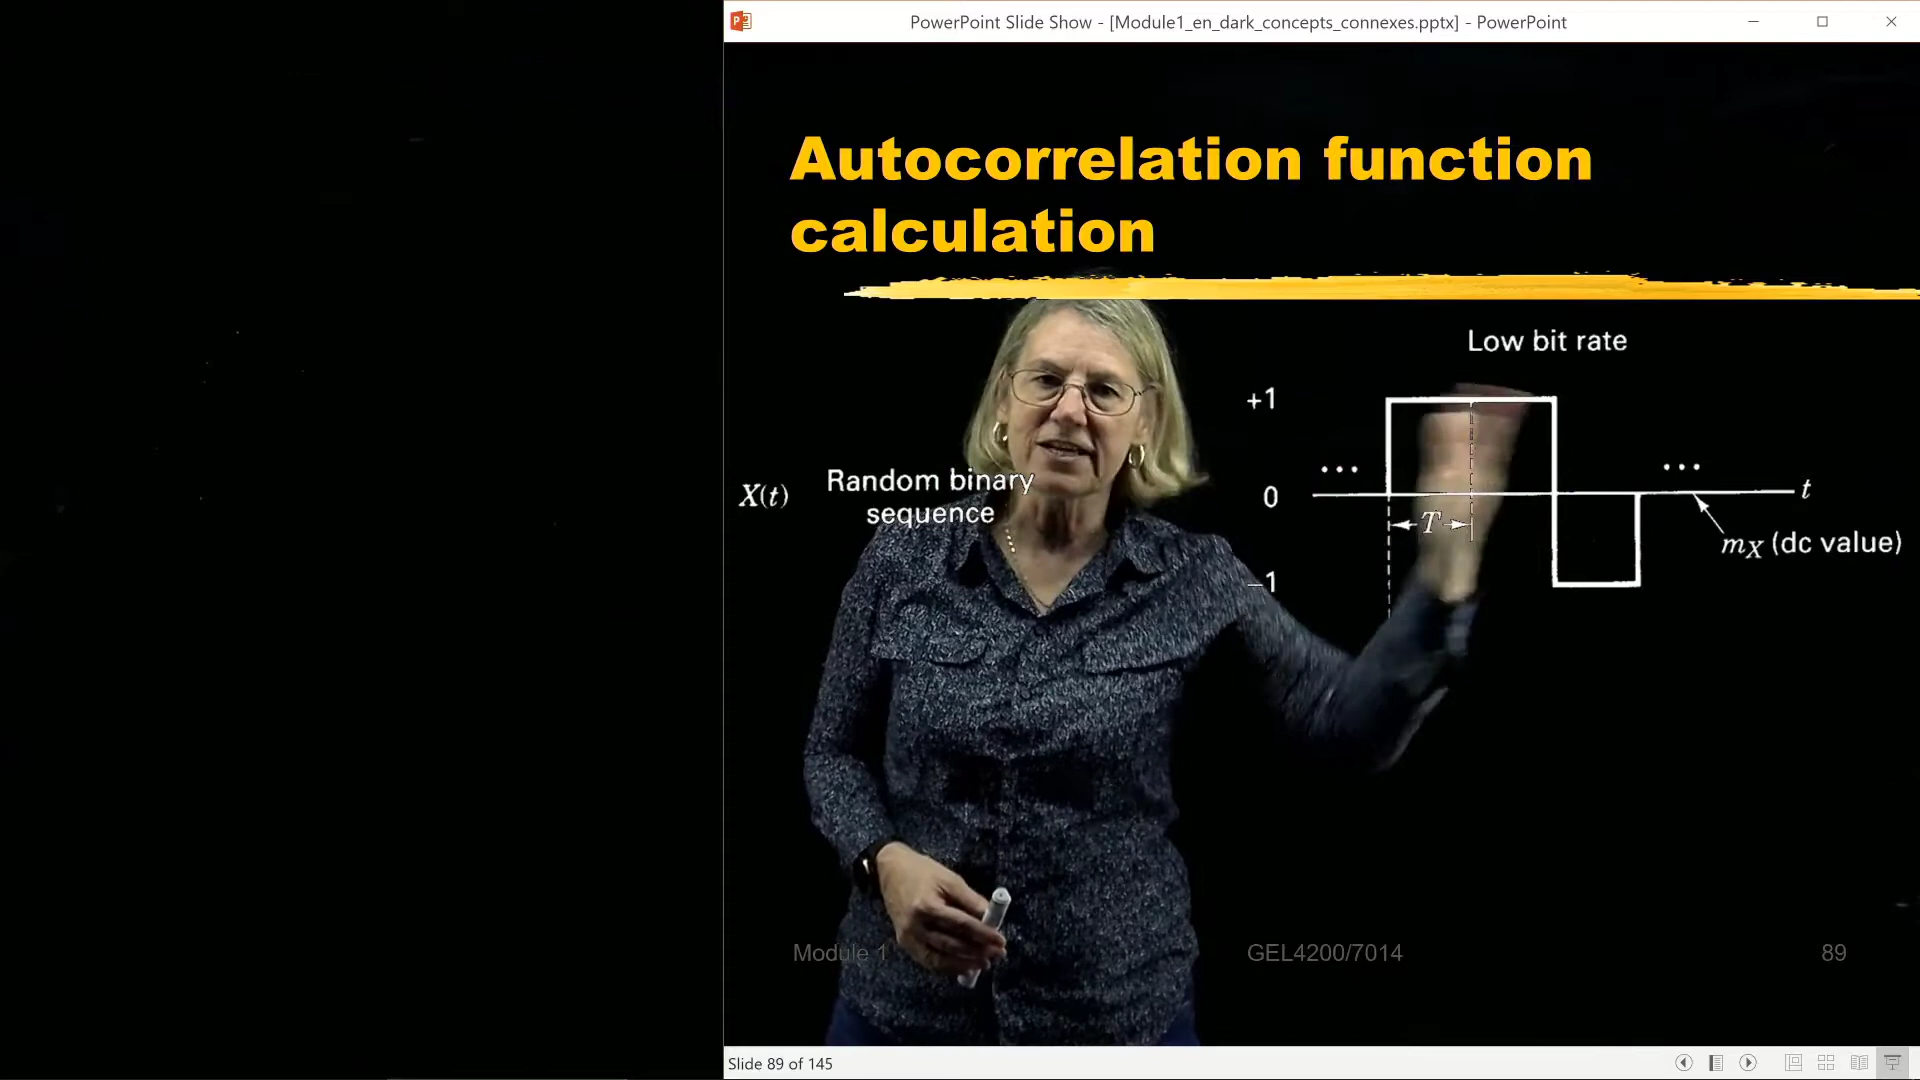 PowerPoint Slide Show - [Module1_en_dark_concepts_connexes.pptx] - PowerPoint
Autocorrelation function
calculation
Low bit rate
+1
... ...
X(t) Random binary
sequence
0
t
T
mX (dc value)
−1
Module 1 GEL4200/7014 89
Slide 89 of 145